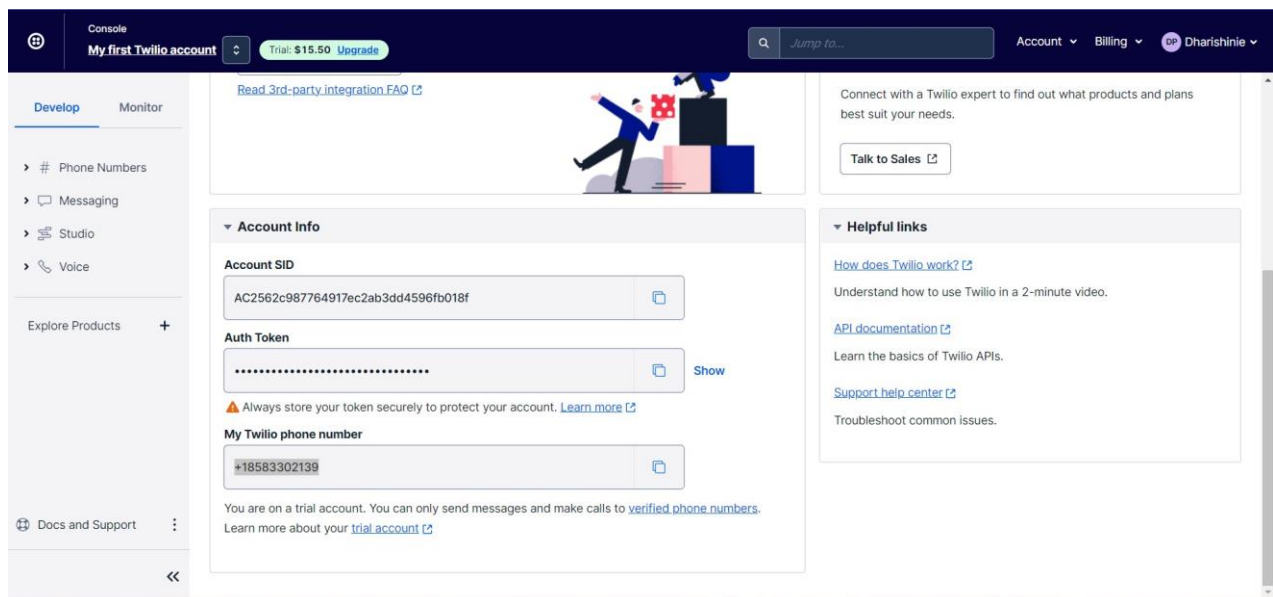 Console
My first Twilio account
Trial: $15.50 Upgrade
Jump to...
Account
Billing
DP Dharishinie
Develop
Monitor
# Phone Numbers
Messaging
Studio
Voice
Explore Products +
Docs and Support
Read 3rd-party integration FAQ
Connect with a Twilio expert to find out what products and plans
best suit your needs.
Talk to Sales
Account Info
Account SID
AC2562c987764917ec2ab3dd4596fb018f
Auth Token
••••••••••••••••••••••••••••••••
Show
Always store your token securely to protect your account. Learn more
My Twilio phone number
+18583302139
You are on a trial account. You can only send messages and make calls to verified phone numbers.
Learn more about your trial account
Helpful links
How does Twilio work?
Understand how to use Twilio in a 2-minute video.
API documentation
Learn the basics of Twilio APIs.
Support help center
Troubleshoot common issues.